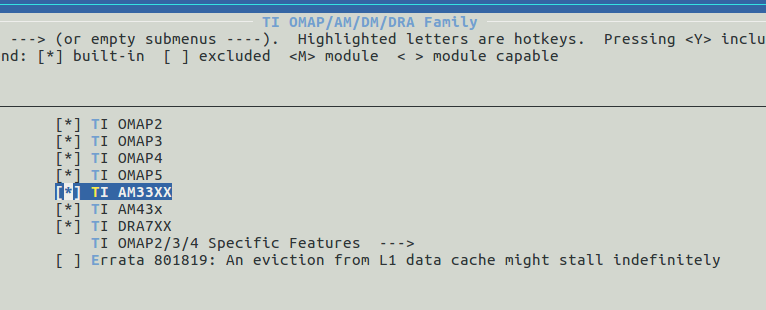 TI OMAP/AM/DM/DRA Family
---> (or empty submenus ----).  Highlighted letters are hotkeys.  Pressing <Y> inclu
nd: [*] built-in  [ ] excluded  <M> module  < > module capable
[*] TI OMAP2
[*] TI OMAP3
[*] TI OMAP4
[*] TI OMAP5
[*] TI AM33XX
[*] TI AM43x
[*] TI DRA7XX
TI OMAP2/3/4 Specific Features  --->
[ ] Errata 801819: An eviction from L1 data cache might stall indefinitely